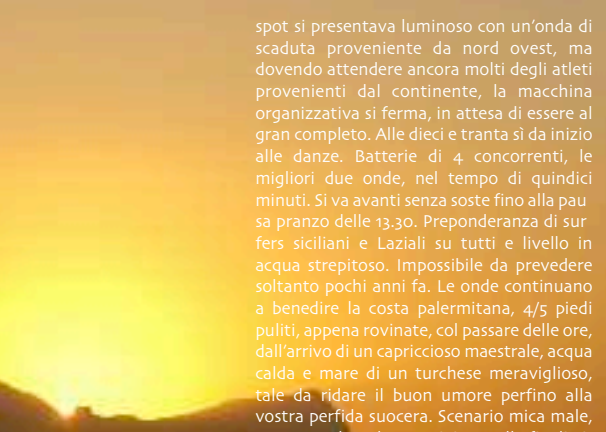 spot si presentava luminoso con un'onda di
scaduta proveniente da nord ovest, ma
dovendo attendere ancora molti degli atleti
provenienti dal continente, la macchina
organizzativa si ferma, in attesa di essere al
gran completo. Alle dieci e tranta sì da inizio
alle danze. Batterie di 4 concorrenti, le
migliori due onde, nel tempo di quindici
minuti. Si va avanti senza soste fino alla pau
sa pranzo delle 13.30. Preponderanza di sur
fers siciliani e Laziali su tutti e livello in
acqua strepitoso. Impossibile da prevedere
soltanto pochi anni fa. Le onde continuano
a benedire la costa palermitana, 4/5 piedi
puliti, appena rovinate, col passare delle ore,
dall'arrivo di un capriccioso maestrale, acqua
calda e mare di un turchese meraviglioso,
tale da ridare il buon umore perfino alla
vostra perfida suocera. Scenario mica male,